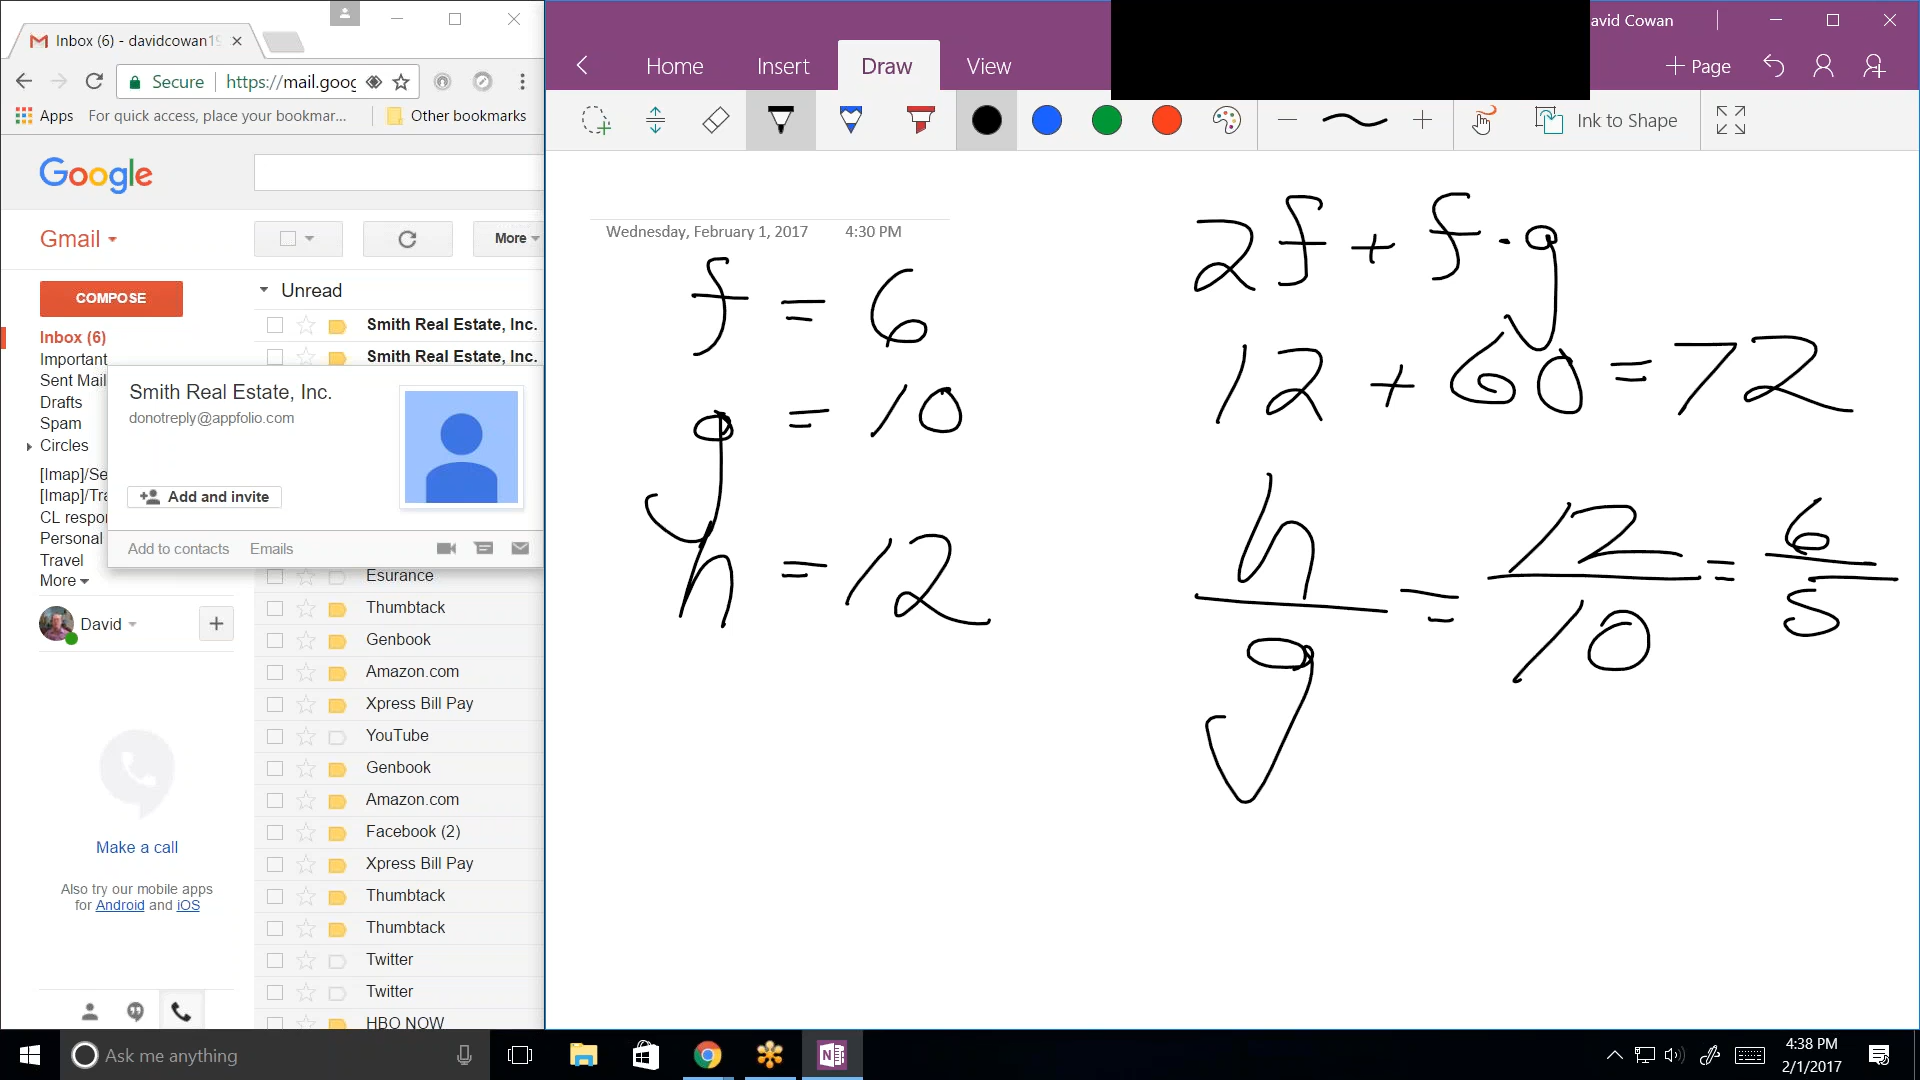 Inbox (6) - davidcowan19
Secure
https://mail.goog
Apps
For quick access, place your bookmar...
Other bookmarks
Google
Gmail
More
COMPOSE
Inbox (6)
Important
Sent Mail
Drafts
Spam
Circles
[Imap]/Se
[Imap]/Tra
CL respor
Personal
Travel
More
David
Make a call
Also try our mobile apps
for Android and iOS
Unread
Smith Real Estate, Inc.
Smith Real Estate, Inc.
Smith Real Estate, Inc.
donotreply@appfolio.com
Add and invite
Add to contacts
Emails
Esurance
Thumbtack
Genbook
Amazon.com
Xpress Bill Pay
YouTube
Genbook
Amazon.com
Facebook (2)
Xpress Bill Pay
Thumbtack
Thumbtack
Twitter
Twitter
HBO NOW
avid Cowan
Home
Insert
Draw
View
Page
Ink to Shape
Wednesday, February 1, 2017
4:30 PM
f = 6
g = 10
h = 12
2f + f · g
12 + 60 = 72
h/g = 12/10 = 6/5
Ask me anything
4:38 PM
2/1/2017